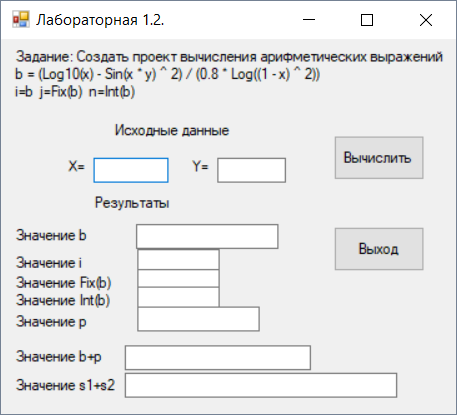 Лабораторная 1.2.
Задание: Создать проект вычисления арифметических выражений
b = (Log10(x) - Sin(x * y) ^ 2) / (0.8 * Log((1 - x) ^ 2))
i=b j=Fix(b) n=Int(b)
Исходные данные
X= Y= Вычислить
Результаты
Значение b
Выход
Значение i
Значение Fix(b)
Значение Int(b)
Значение p
Значение b+p
Значение s1+s2